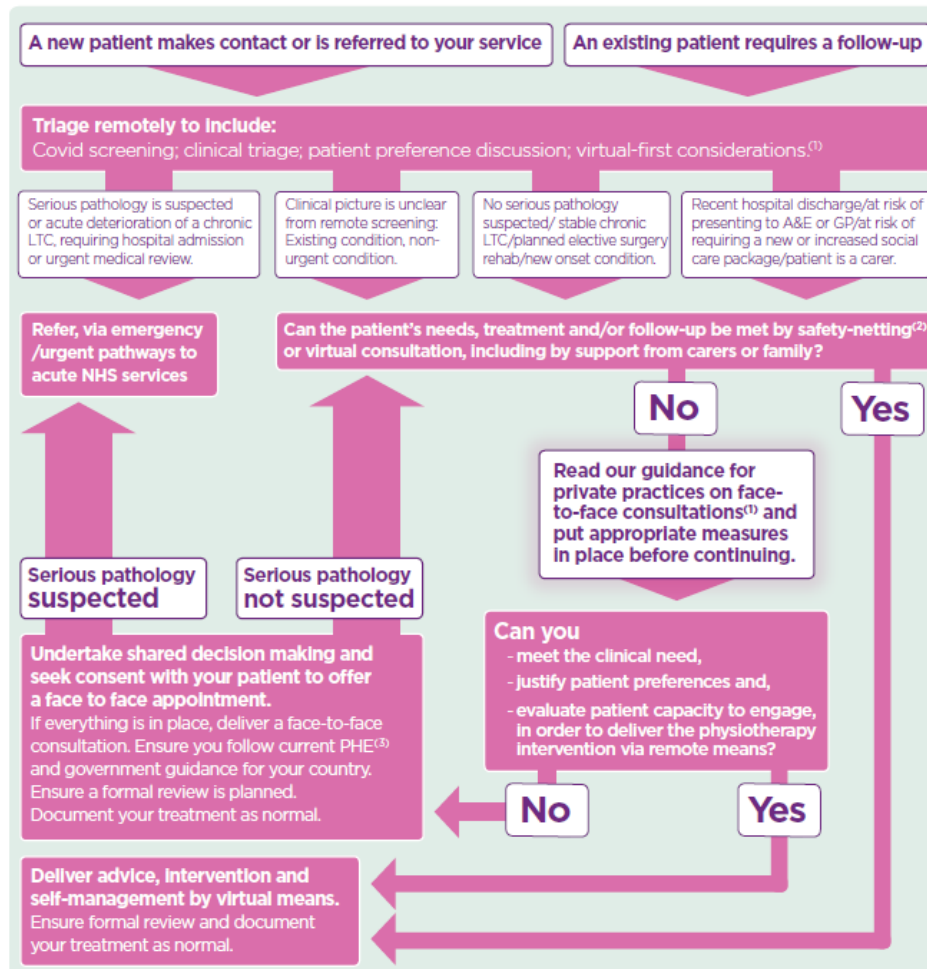 A new patient makes contact or is referred to your service
An existing patient requires a follow-up
Triage remotely to include:
Covid screening; clinical triage; patient preference discussion; virtual-first considerations.(1)
Serious pathology is suspected
or acute deterioration of a chronic
LTC, requiring hospital admission
or urgent medical review.
Clinical picture is unclear
from remote screening:
Existing condition, non-
urgent condition.
No serious pathology
suspected/ stable chronic
LTC/planned elective surgery
rehab/new onset condition.
Recent hospital discharge/at risk of
presenting to A&E or GP/at risk of
requiring a new or increased social
care package/patient is a carer.
Refer, via emergency
/urgent pathways to
acute NHS services
Can the patient's needs, treatment and/or follow-up be met by safety-netting(2)
or virtual consultation, including by support from carers or family?
No
Yes
Read our guidance for
private practices on face-
to-face consultations(1) and
put appropriate measures
in place before continuing.
Serious pathology
suspected
Serious pathology
not suspected
Can you
- meet the clinical need,
- justify patient preferences and,
- evaluate patient capacity to engage,
in order to deliver the physiotherapy
intervention via remote means?
Undertake shared decision making and
seek consent with your patient to offer
a face to face appointment.
If everything is in place, deliver a face-to-face
consultation. Ensure you follow current PHE(3)
and government guidance for your country.
Ensure a formal review is planned.
Document your treatment as normal.
No
Yes
Deliver advice, intervention and
self-management by virtual means.
Ensure formal review and document
your treatment as normal.